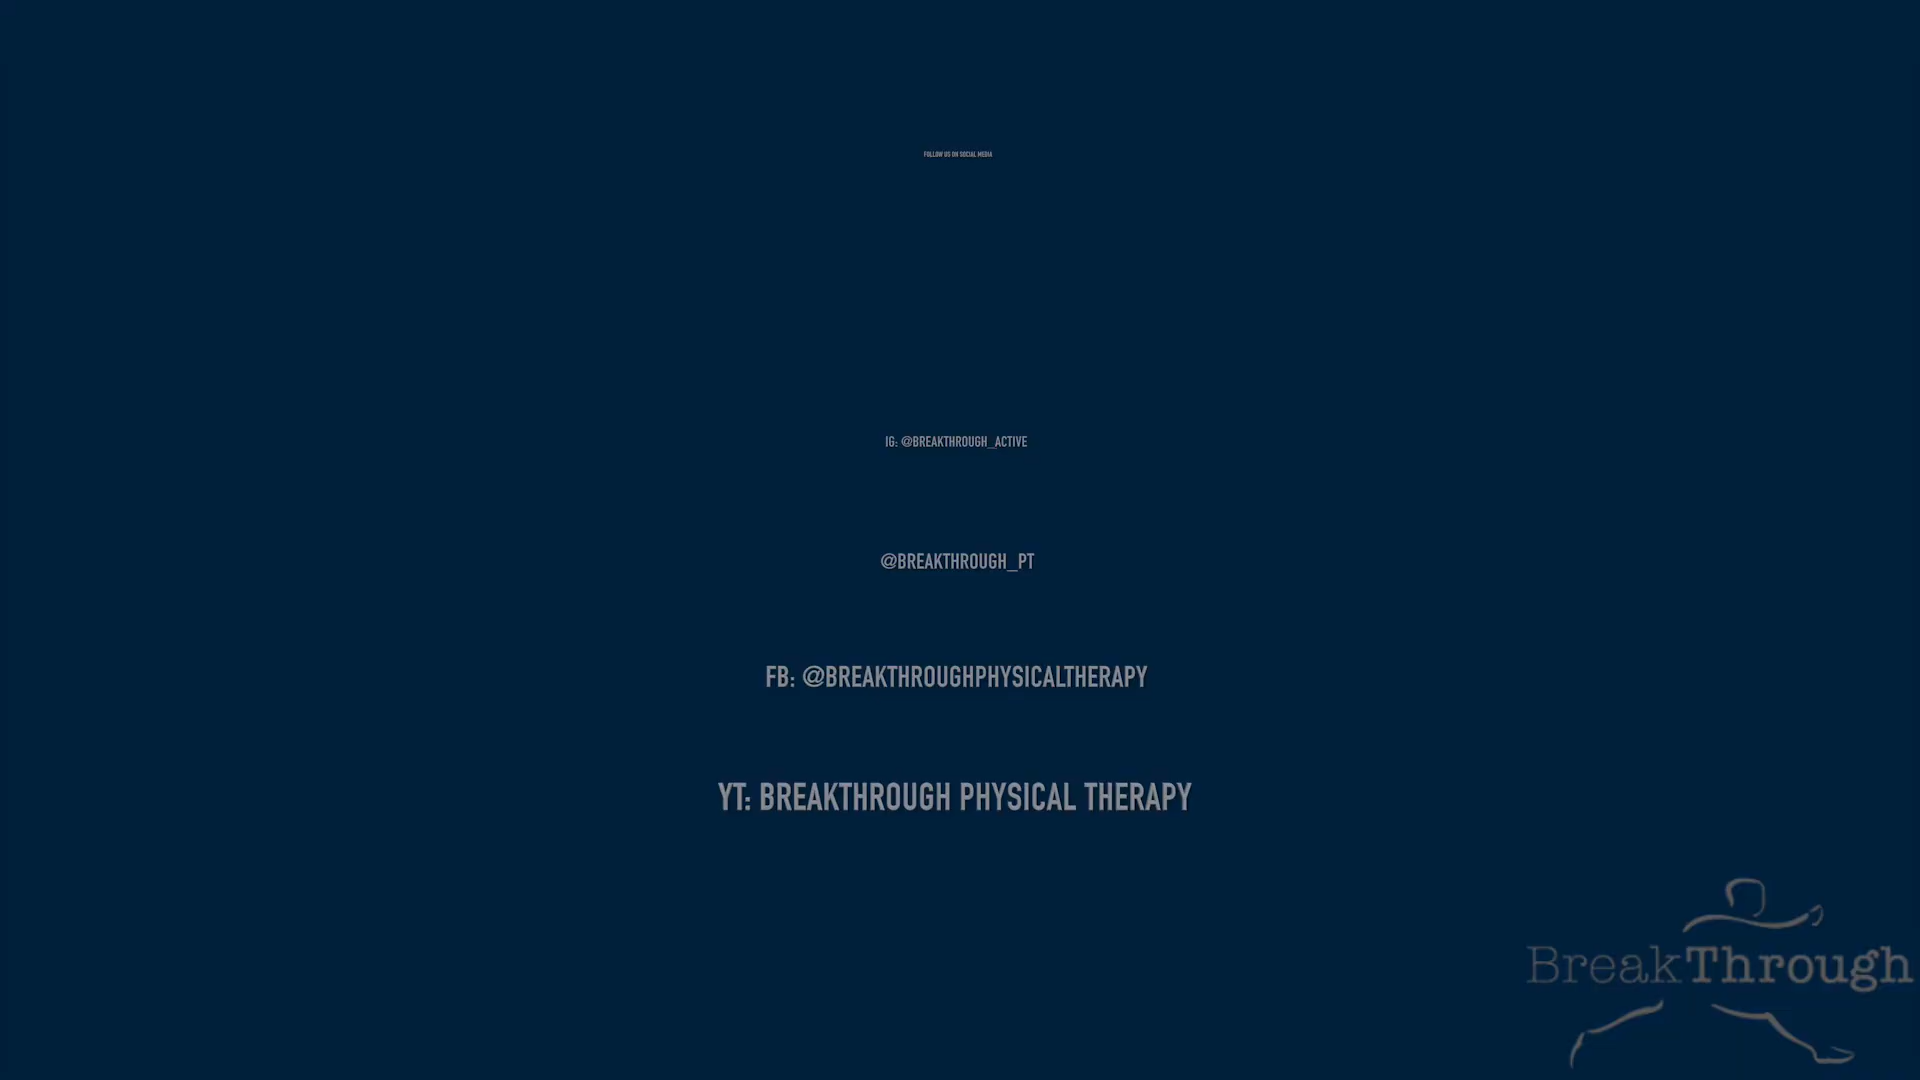 FOLLOW US ON SOCIAL MEDIA
IG: @BREAKTHROUGH_ACTIVE
@BREAKTHROUGH_PT
FB: @BREAKTHROUGHPHYSICALTHERAPY
YT: BREAKTHROUGH PHYSICAL THERAPY
BreakThrough